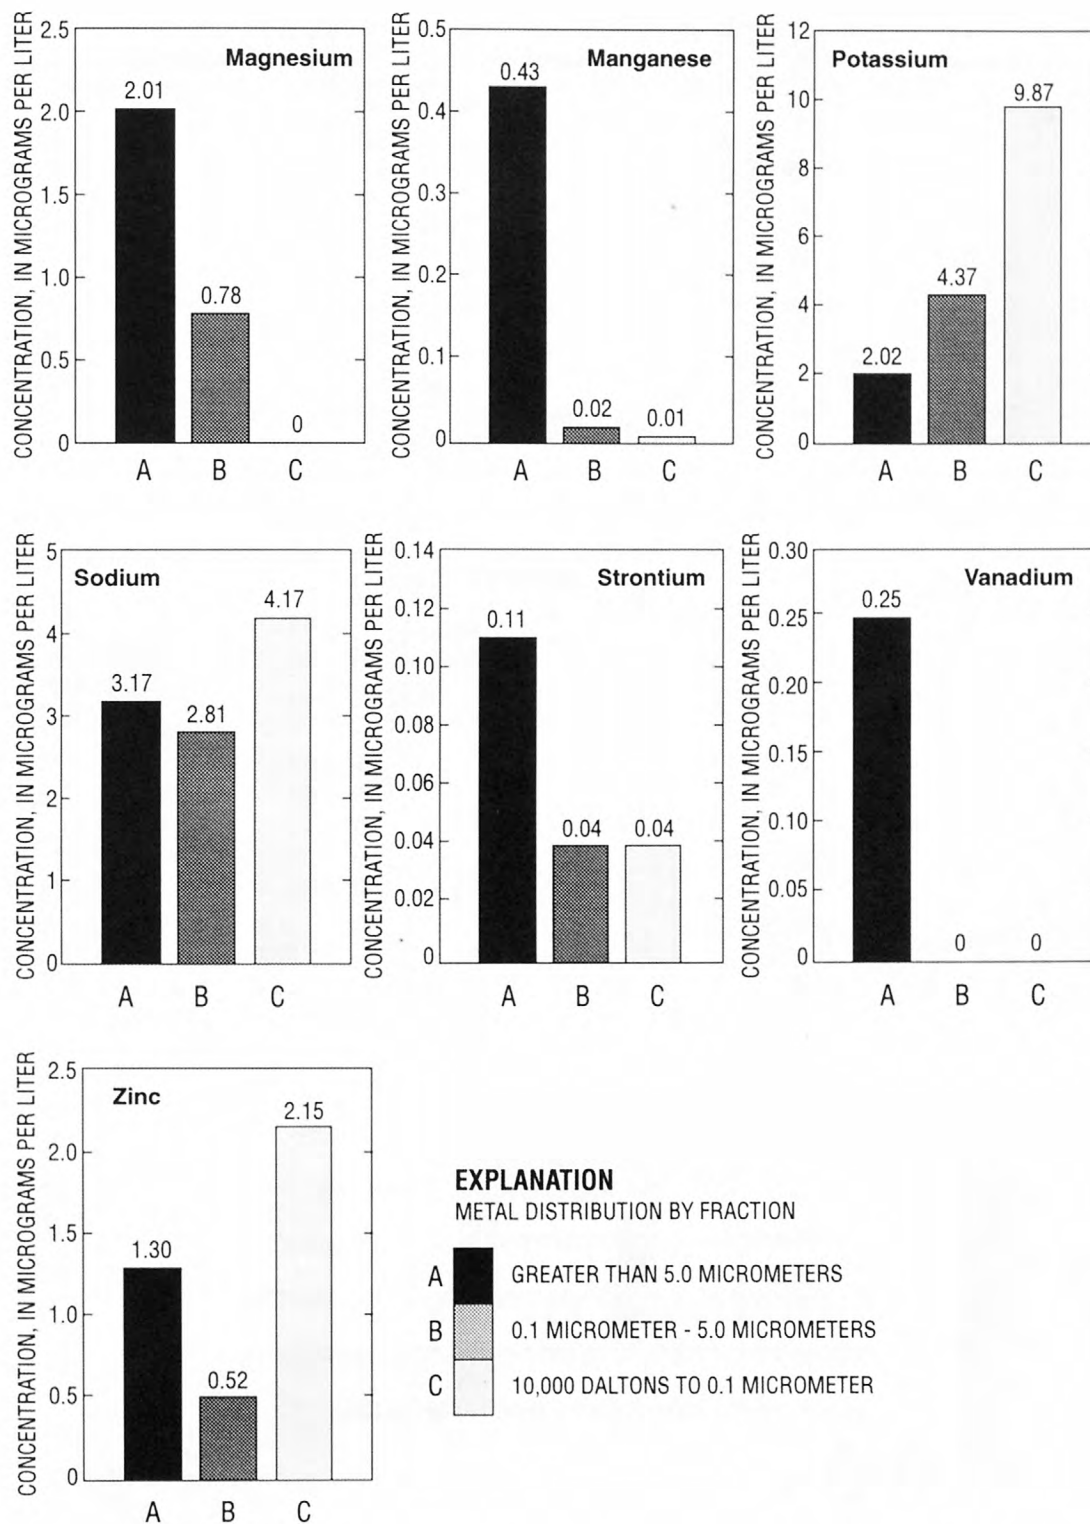 CONCENTRATION, IN MICROGRAMS PER LITER
2.5
2.0
1.5
1.0
0.5
0
Magnesium
2.01
0.78
0
A B C
CONCENTRATION, IN MICROGRAMS PER LITER
0.5
0.4
0.3
0.2
0.1
0
Manganese
0.43
0.02
0.01
A B C
CONCENTRATION, IN MICROGRAMS PER LITER
12
10
8
6
4
2
0
Potassium
2.02
4.37
9.87
A B C
CONCENTRATION, IN MICROGRAMS PER LITER
5
4
3
2
1
0
Sodium
3.17
2.81
4.17
A B C
CONCENTRATION, IN MICROGRAMS PER LITER
0.14
0.12
0.10
0.08
0.06
0.04
0.02
0
Strontium
0.11
0.04
0.04
A B C
CONCENTRATION, IN MICROGRAMS PER LITER
0.30
0.25
0.20
0.15
0.10
0.05
0
Vanadium
0.25
0
0
A B C
CONCENTRATION, IN MICROGRAMS PER LITER
2.5
2.0
1.5
1.0
0.5
0
Zinc
1.30
0.52
2.15
A B C
EXPLANATION
METAL DISTRIBUTION BY FRACTION
A GREATER THAN 5.0 MICROMETERS
B 0.1 MICROMETER - 5.0 MICROMETERS
C 10,000 DALTONS TO 0.1 MICROMETER